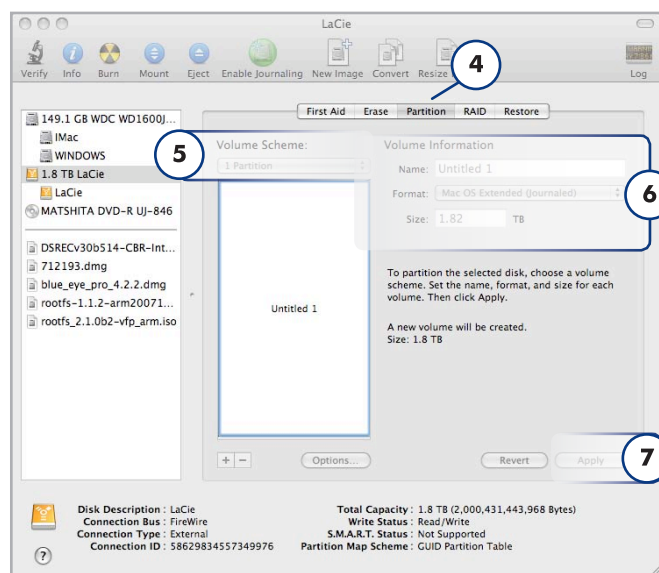 LaCie
Verify Info Burn Mount Eject Enable Journaling New Image Convert Resize Log
4
First Aid Erase Partition RAID Restore
149.1 GB WDC WD1600J...
IMac
WINDOWS
1.8 TB LaCie
LaCie
MATSHITA DVD-R UJ-846
DSRECv30b514-CBR-Int...
712193.dmg
blue_eye_pro_4.2.2.dmg
rootfs-1.1.2-arm20071...
rootfs_2.1.0b2-vfp_arm.iso
5
Volume Scheme:
1 Partition
Untitled 1
+ − Options...
Volume Information
Name: Untitled 1
Format: Mac OS Extended (Journaled)
Size: 1.82 TB
6
To partition the selected disk, choose a volume
scheme. Set the name, format, and size for each
volume. Then click Apply.
A new volume will be created.
Size: 1.8 TB
Revert Apply
7
Disk Description : LaCie
Connection Bus : FireWire
Connection Type : External
Connection ID : 58629834557349976
Total Capacity : 1.8 TB (2,000,431,443,968 Bytes)
Write Status : Read/Write
S.M.A.R.T. Status : Not Supported
Partition Map Scheme : GUID Partition Table
?